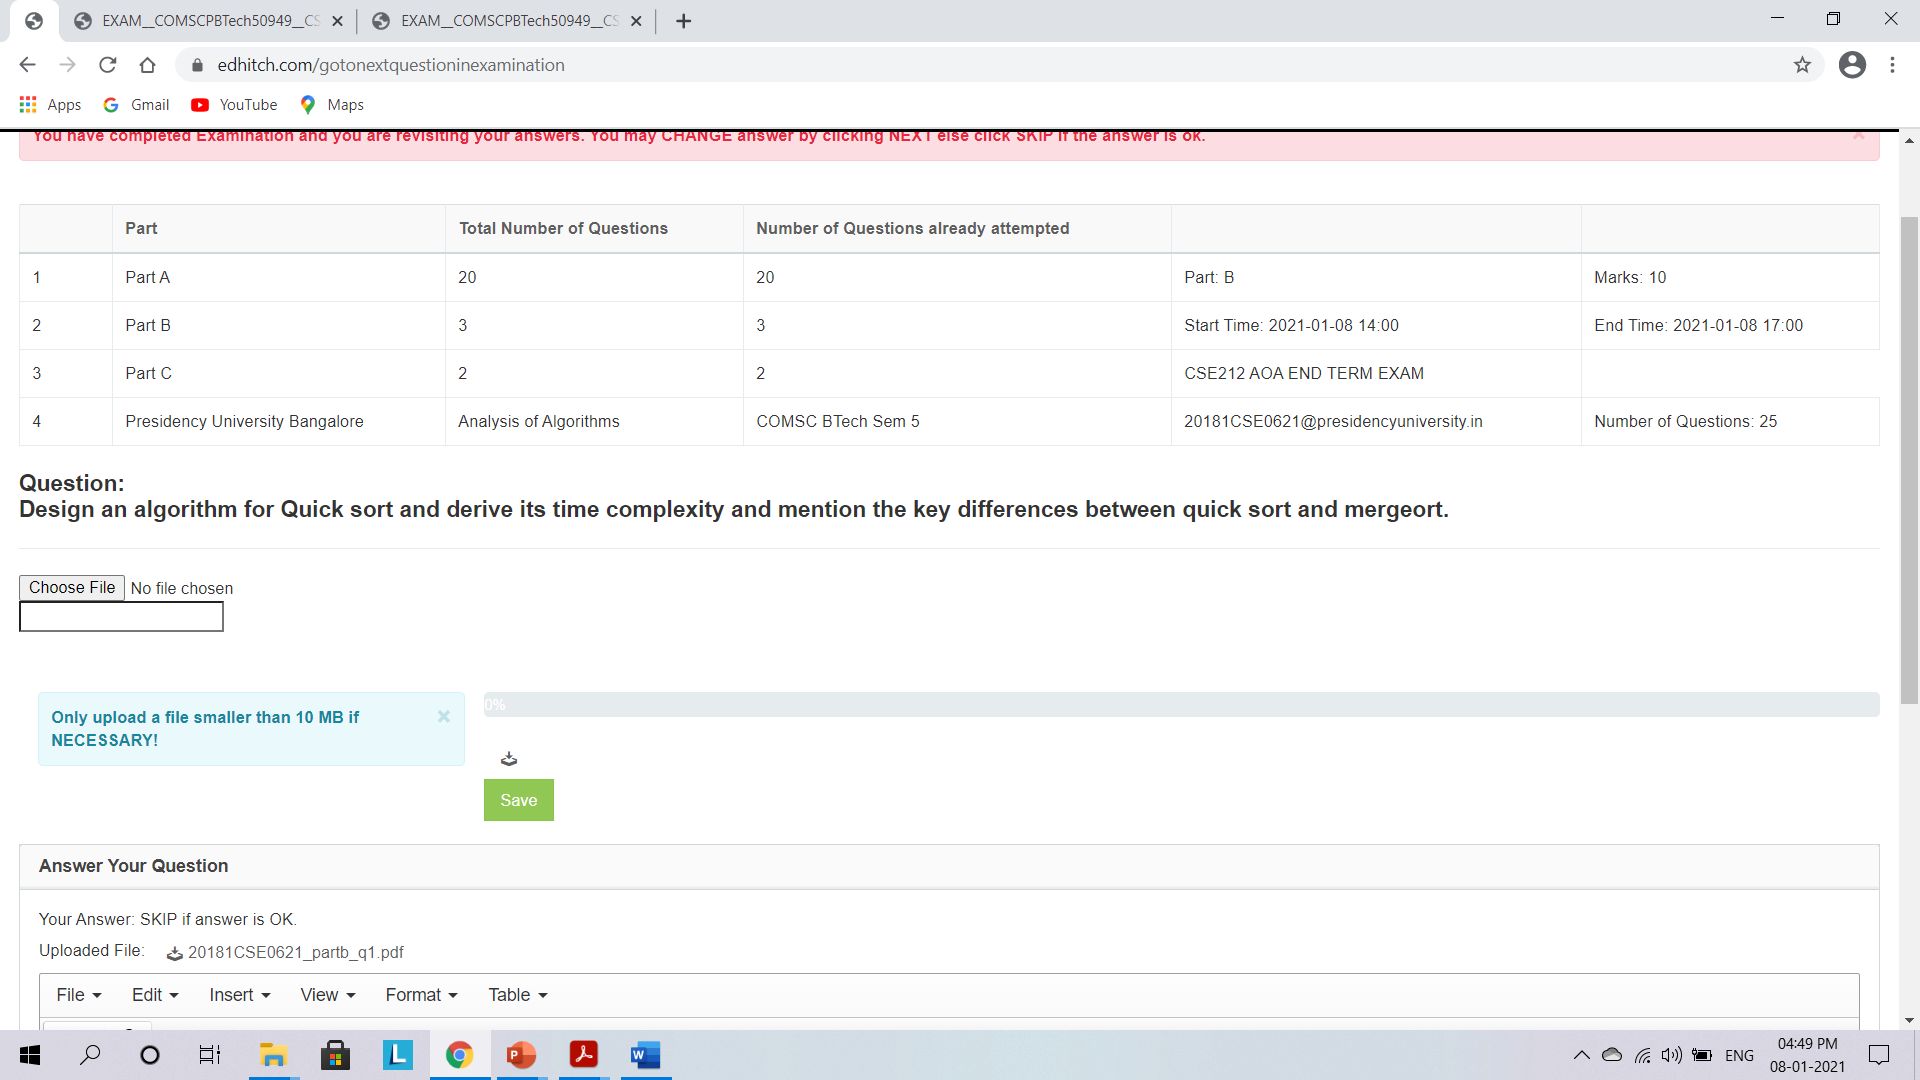 EXAM__COMSCPBTech50949__CS
EXAM__COMSCPBTech50949__CS
edhitch.com/gotonextquestioninexamination
Apps Gmail YouTube Maps
You have completed Examination and you are revisiting your answers. You may CHANGE answer by clicking NEXT else click SKIP if the answer is ok.
Part Total Number of Questions Number of Questions already attempted
1 Part A 20 20 Part: B Marks: 10
2 Part B 3 3 Start Time: 2021-01-08 14:00 End Time: 2021-01-08 17:00
3 Part C 2 2 CSE212 AOA END TERM EXAM
4 Presidency University Bangalore Analysis of Algorithms COMSC BTech Sem 5 20181CSE0621@presidencyuniversity.in Number of Questions: 25
Question:
Design an algorithm for Quick sort and derive its time complexity and mention the key differences between quick sort and mergeort.
Choose File No file chosen
Only upload a file smaller than 10 MB if
NECESSARY!
0%
Save
Answer Your Question
Your Answer: SKIP if answer is OK.
Uploaded File: 20181CSE0621_partb_q1.pdf
File Edit Insert View Format Table
ENG
04:49 PM
08-01-2021